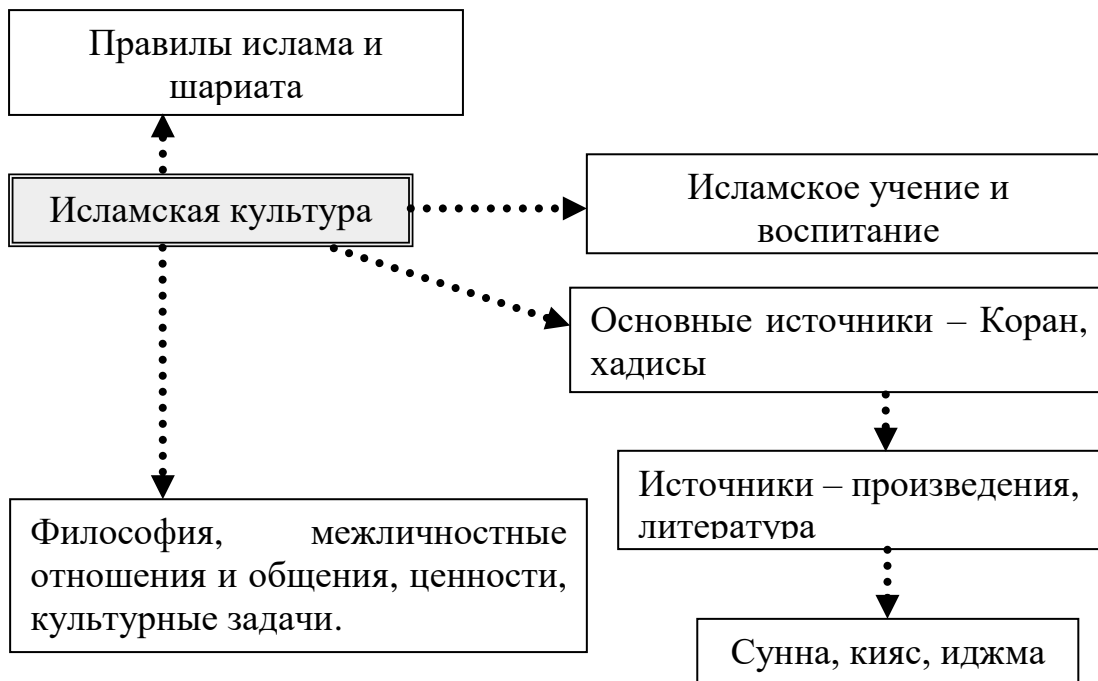 Правилы ислама и
шариата
Исламская культура
Исламское учение и
воспитание
Основные источники – Коран,
хадисы
Источники – произведения,
литература
Философия, межличностные
отношения и общения, ценности,
культурные задачи.
Сунна, кияс, иджма